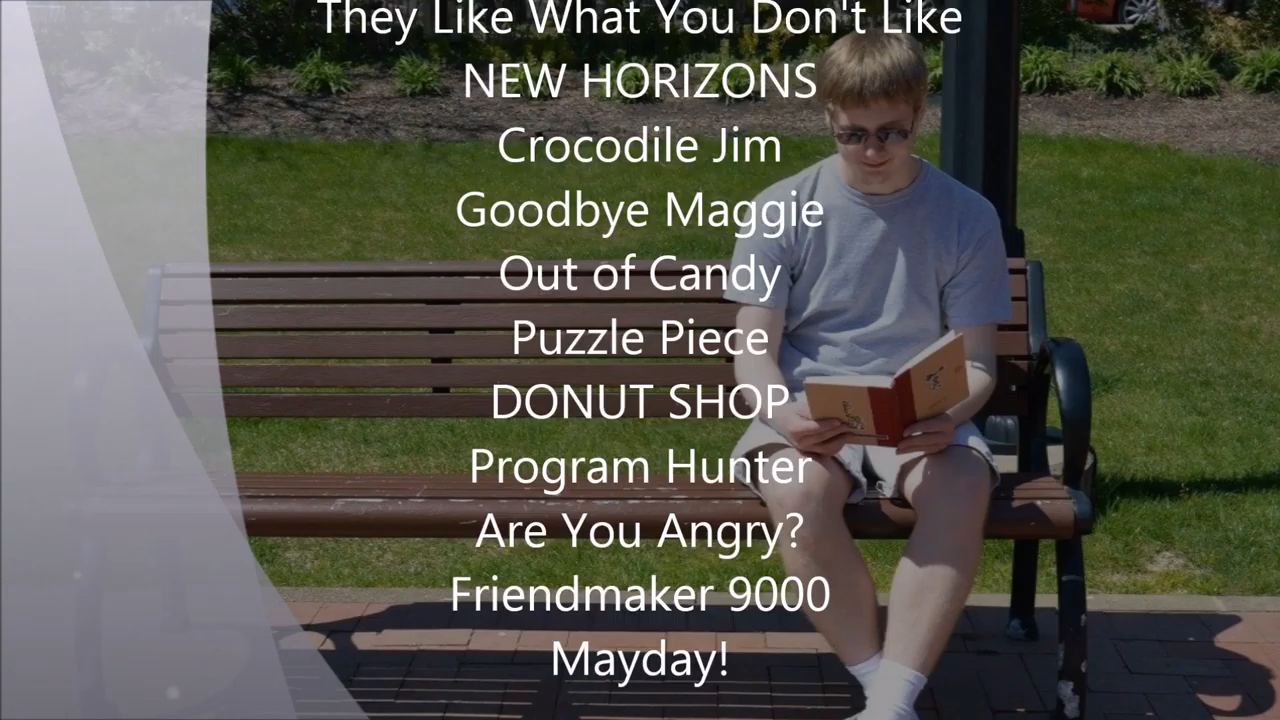 They Like What You Don't Like
NEW HORIZONS
Crocodile Jim
Goodbye Maggie
Out of Candy
Puzzle Piece
DONUT SHOP
Program Hunter
Are You Angry?
Friendmaker 9000
Mayday!